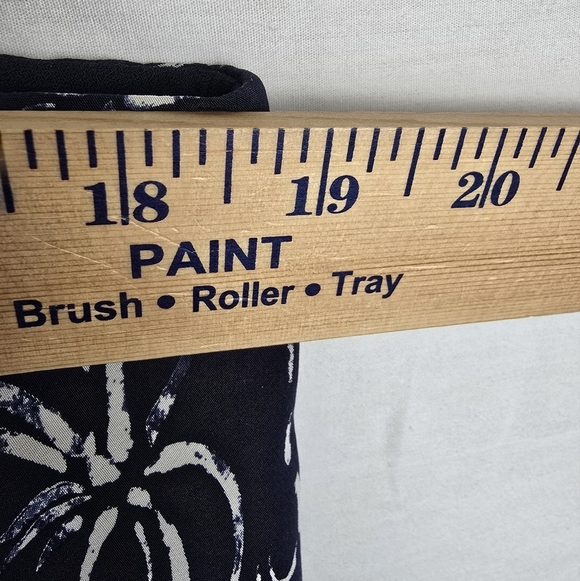 18 19 20
PAINT
Brush • Roller • Tray